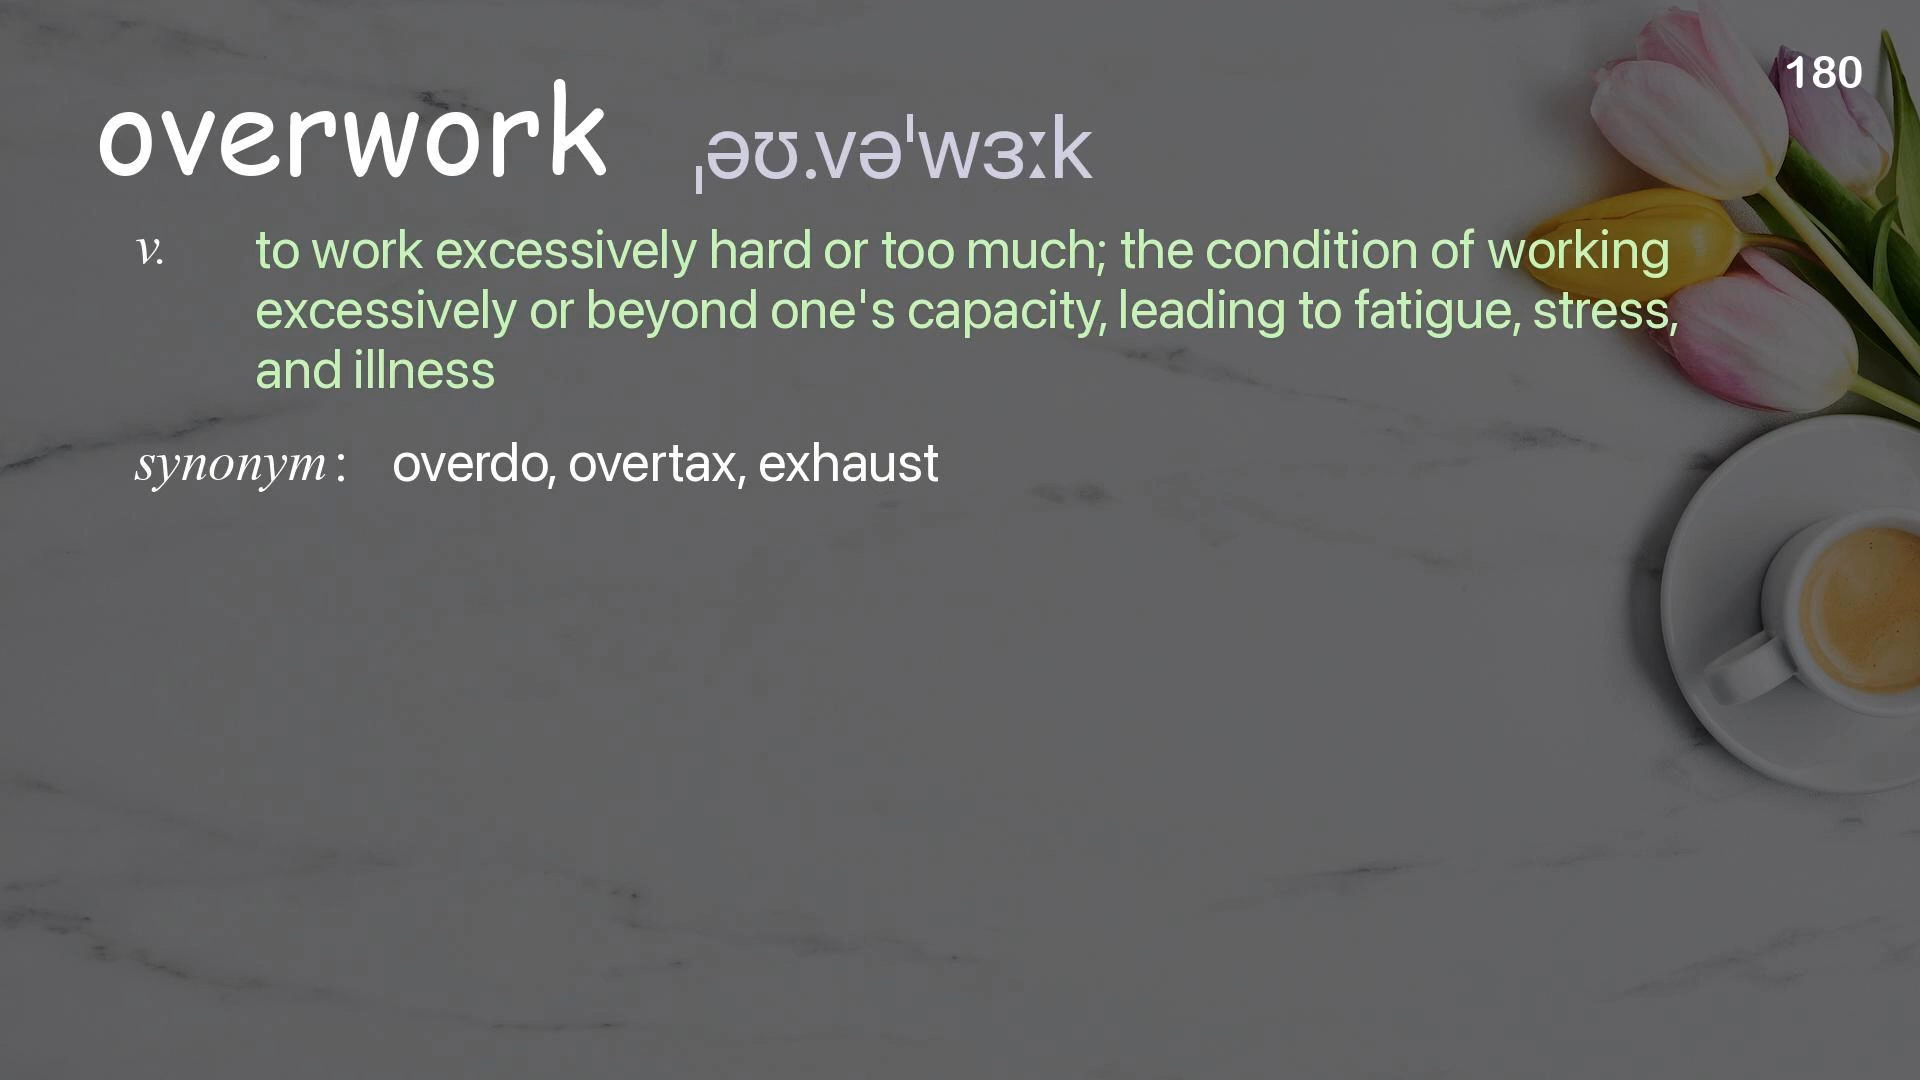 180
overwork ˌəʊ.vəˈwɜːk
v. to work excessively hard or too much; the condition of working
excessively or beyond one's capacity, leading to fatigue, stress,
and illness
synonym : overdo, overtax, exhaust